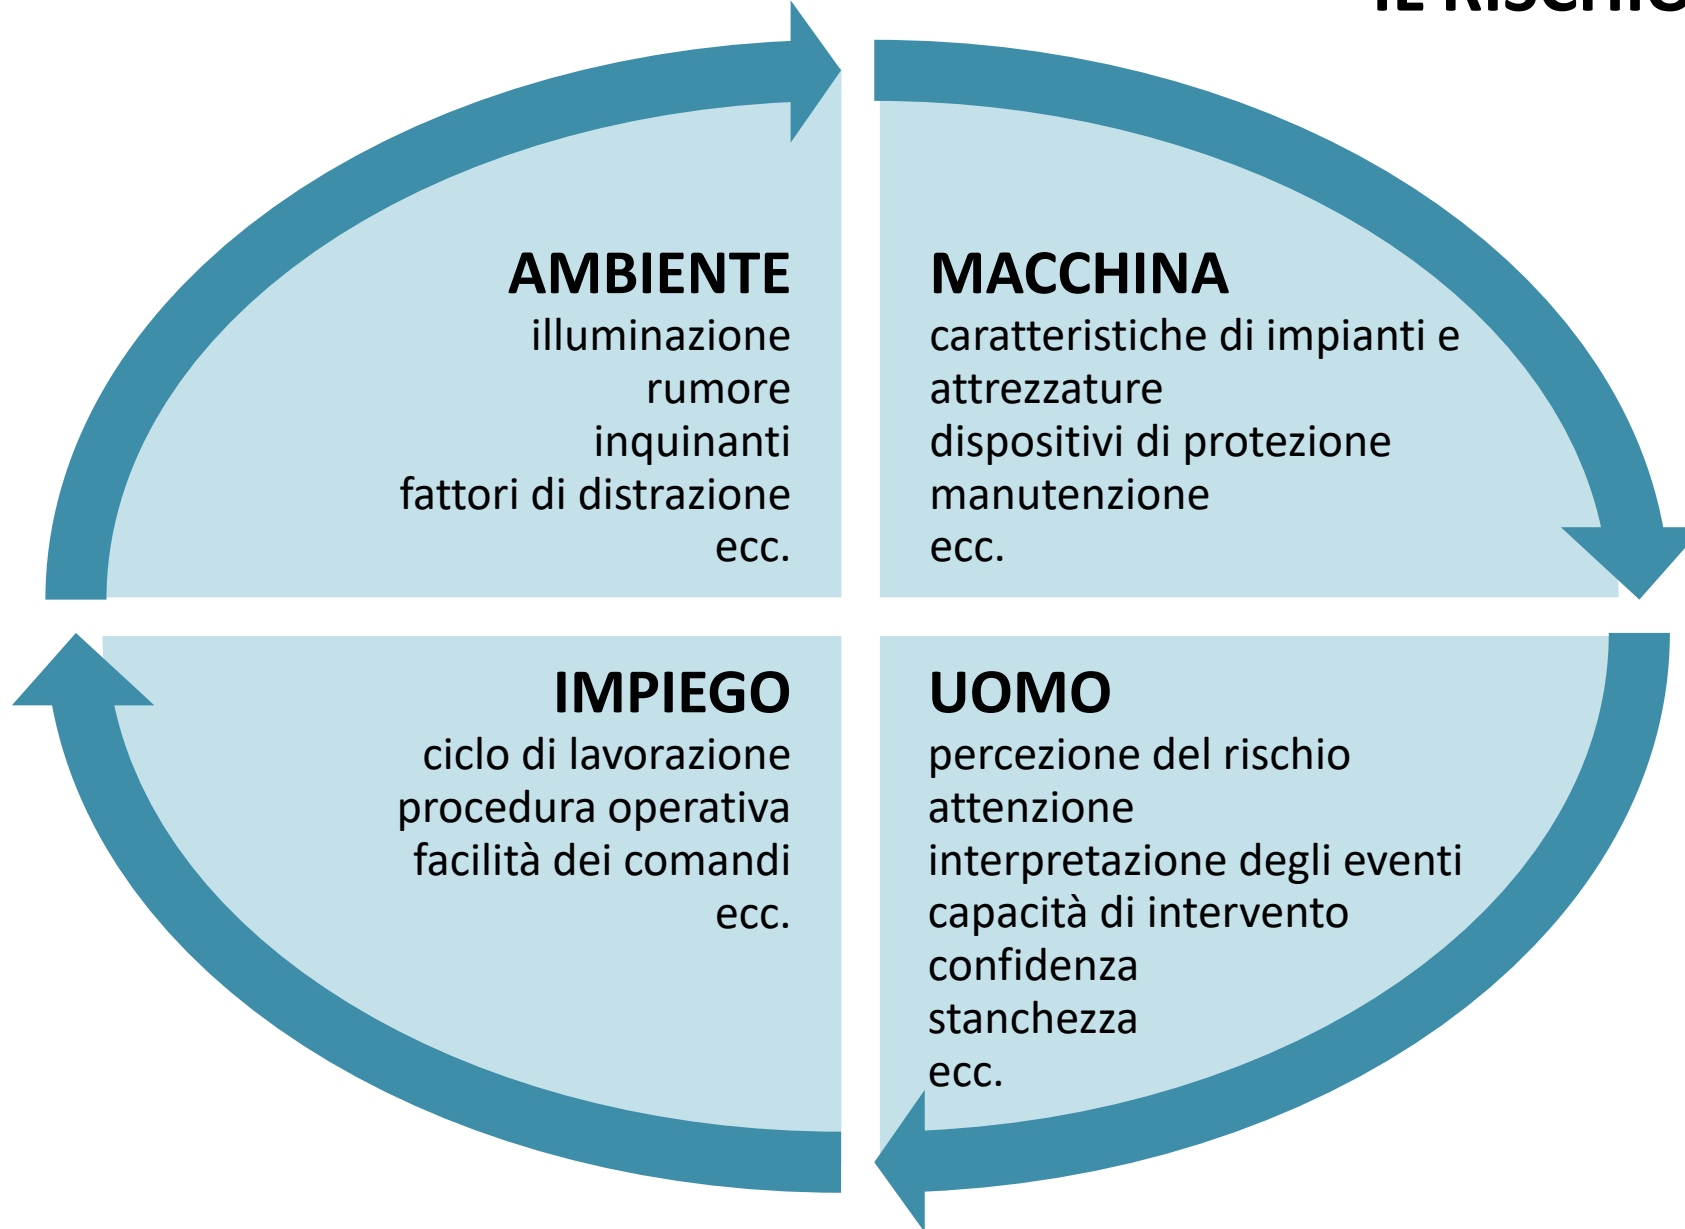 IL RISCHIO
AMBIENTE
illuminazione
rumore
inquinanti
fattori di distrazione
ecc.
MACCHINA
caratteristiche di impianti e
attrezzature
dispositivi di protezione
manutenzione
ecc.
IMPIEGO
ciclo di lavorazione
procedura operativa
facilità dei comandi
ecc.
UOMO
percezione del rischio
attenzione
interpretazione degli eventi
capacità di intervento
confidenza
stanchezza
ecc.